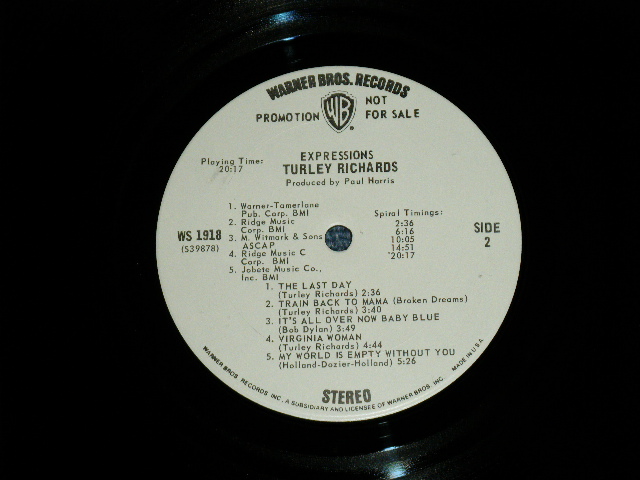 WARNER BROS. RECORDS
PROMOTION
WB
NOT
FOR SALE
EXPRESSIONS
TURLEY RICHARDS
Produced by Paul Harris
Playing Time:
20:17
1. Warner-Tamerlane
Pub. Corp. BMI
2. Ridge Music
Corp. BMI
3. M. Witmark & Sons
ASCAP
4. Ridge Music C
Corp. BMI
5. Jobete Music Co.,
Inc. BMI
Spiral Timings:
2:36
6:16
10:05
14:51
20:17
WS 1918
(S39878)
SIDE
2
1. THE LAST DAY
(Turley Richards) 2:36
2. TRAIN BACK TO MAMA (Broken Dreams)
(Turley Richards) 3:40
3. IT'S ALL OVER NOW BABY BLUE
(Bob Dylan) 3:49
4. VIRGINIA WOMAN
(Turley Richards) 4:44
5. MY WORLD IS EMPTY WITHOUT YOU
(Holland-Dozier-Holland) 5:26
STEREO
WARNER BROS. RECORDS INC. A SUBSIDIARY AND LICENSEE OF WARNER BROS. INC. MADE IN U.S.A.